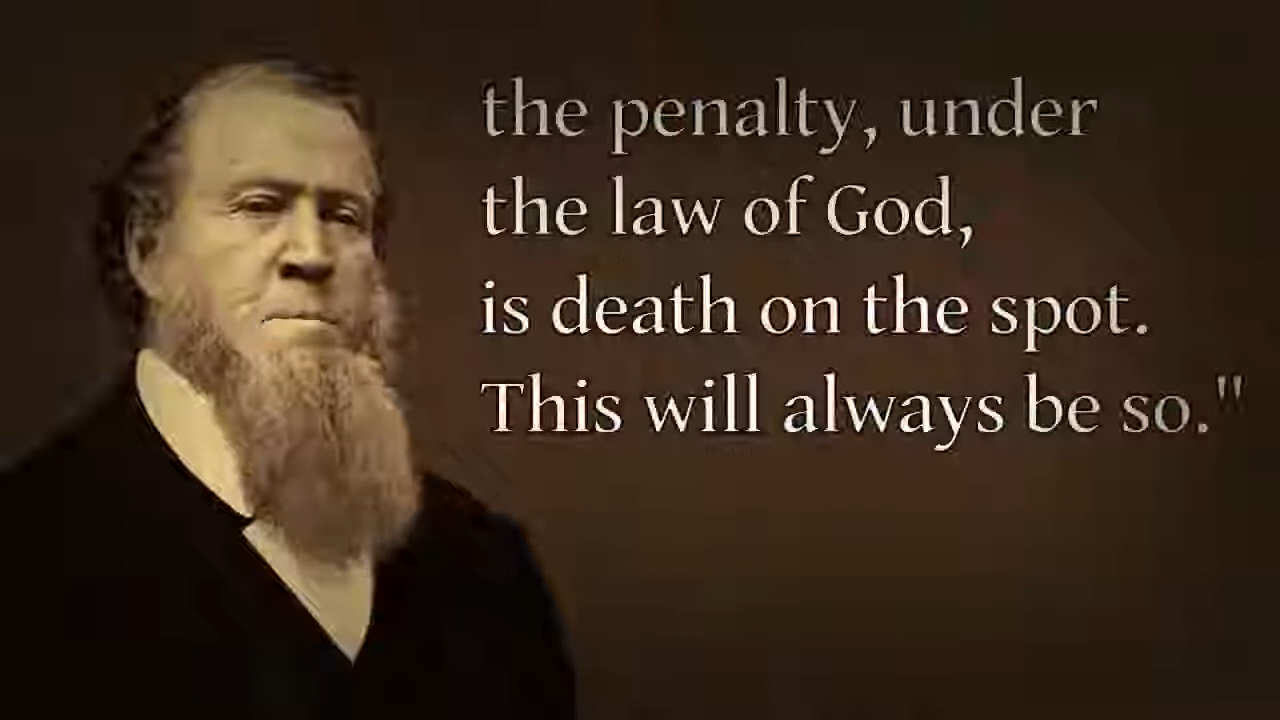 the penalty, under
the law of God,
is death on the spot.
This will always be so."